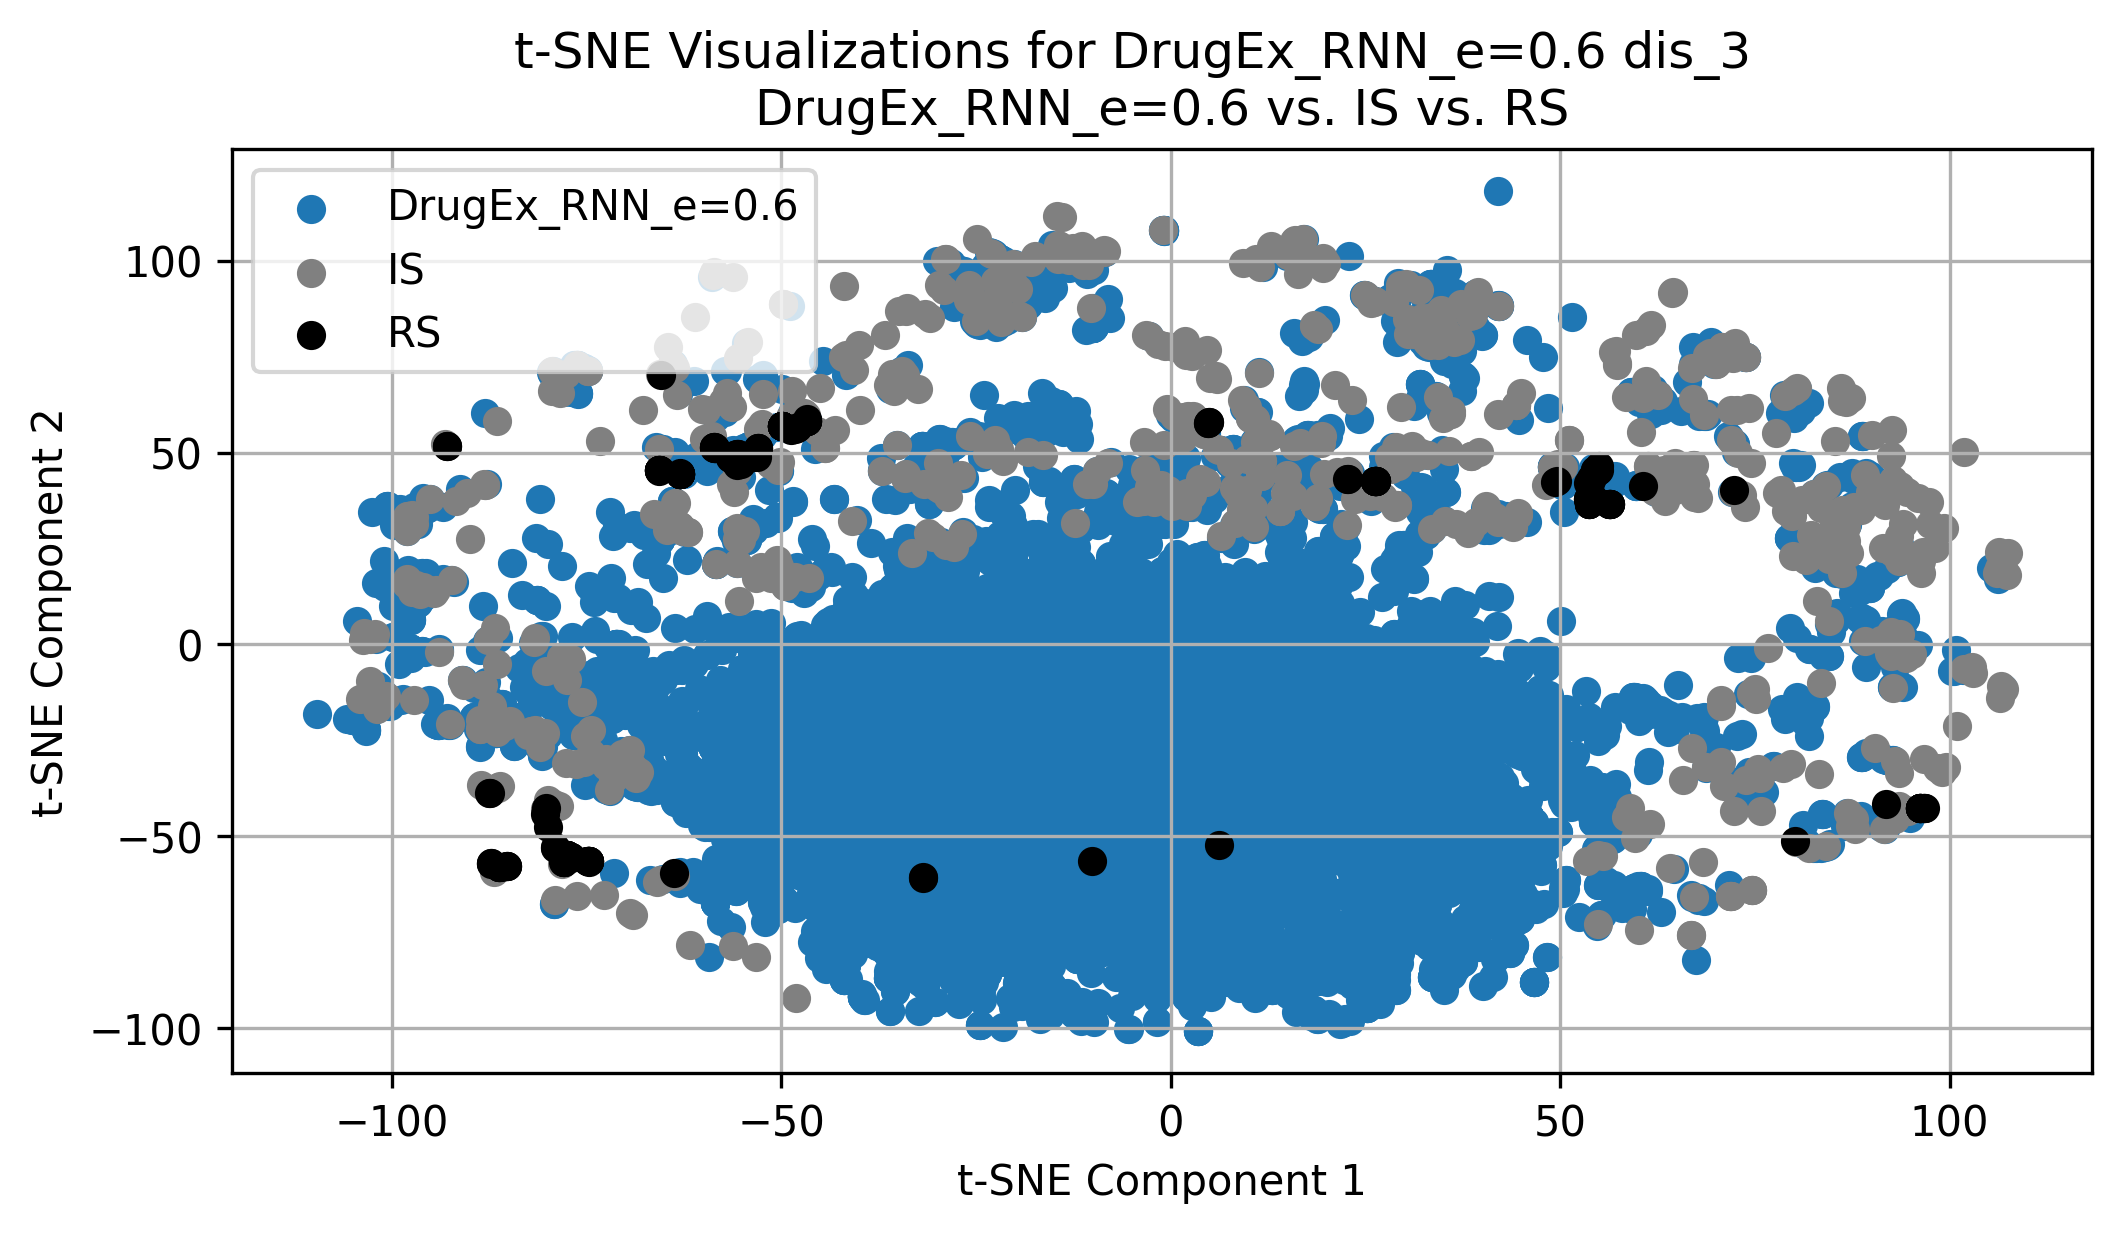 t-SNE Visualizations for DrugEx_RNN_e=0.6 dis_3
DrugEx_RNN_e=0.6 vs. IS vs. RS
DrugEx_RNN_e=0.6
IS
RS
t-SNE Component 2
100
50
0
−50
−100
−100
−50
0
50
100
t-SNE Component 1